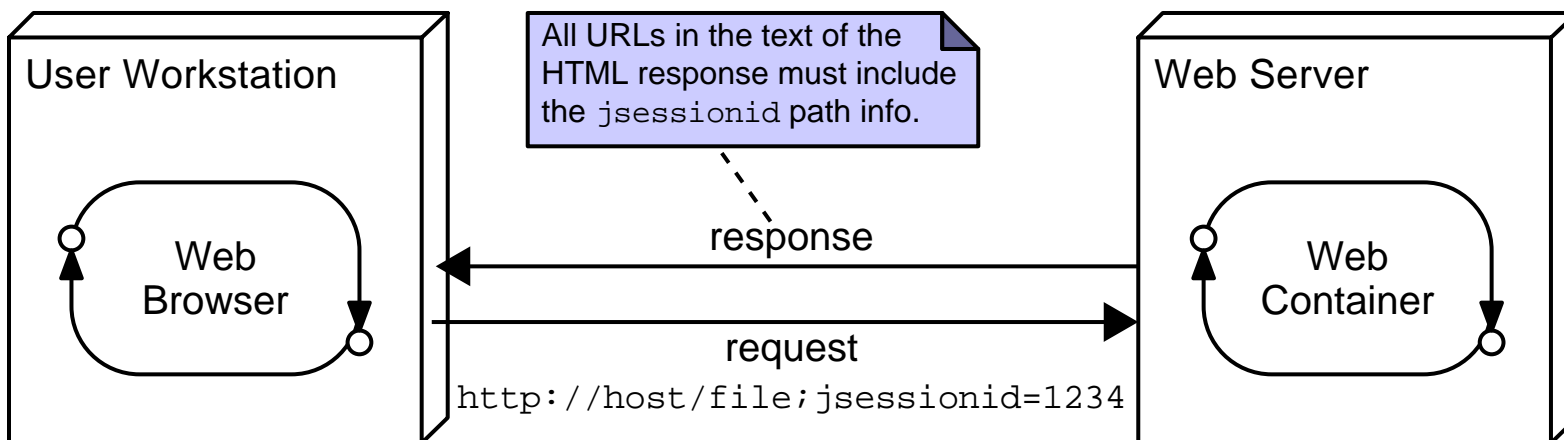 User Workstation
All URLs in the text of the
HTML response must include
the jsessionid path info.
Web Server
Web
Browser
response
request
http://host/file;jsessionid=1234
Web
Container